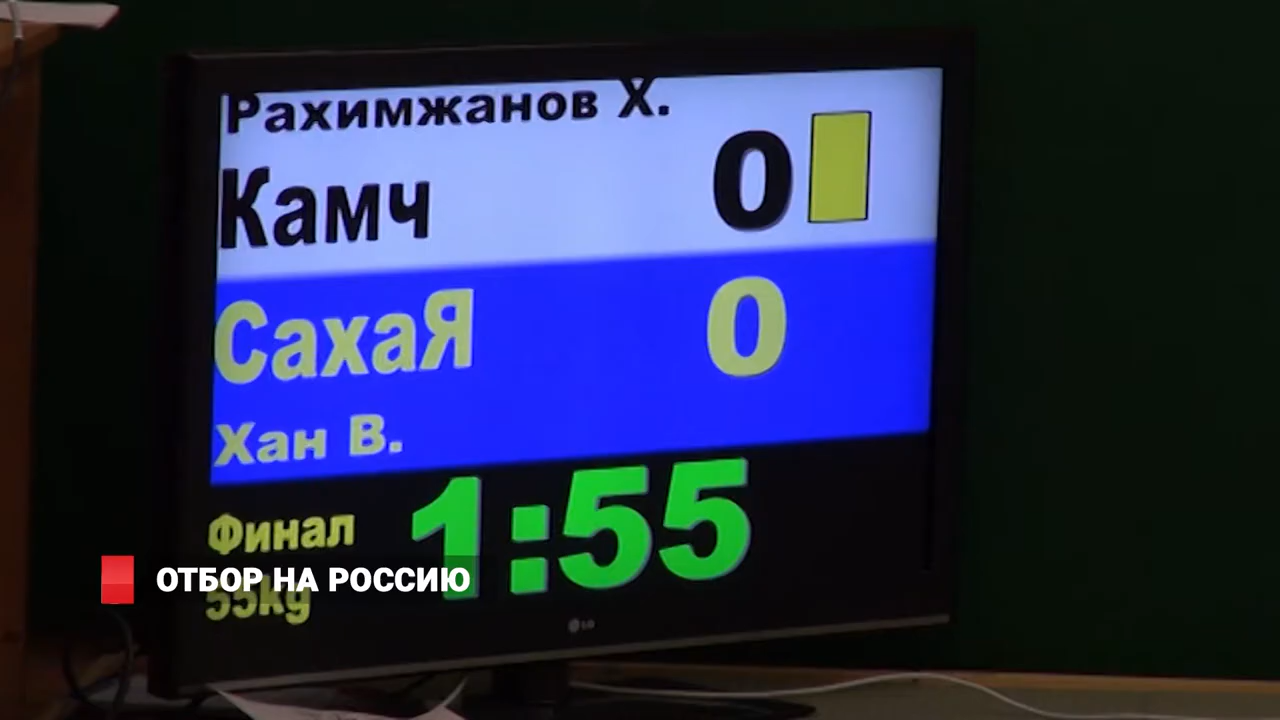 Рахимжанов Х.
Камч 0
СахаЯ 0
Хан В.
1:55
Финал
ОТБОР НА РОССИЮ
55kg
LG